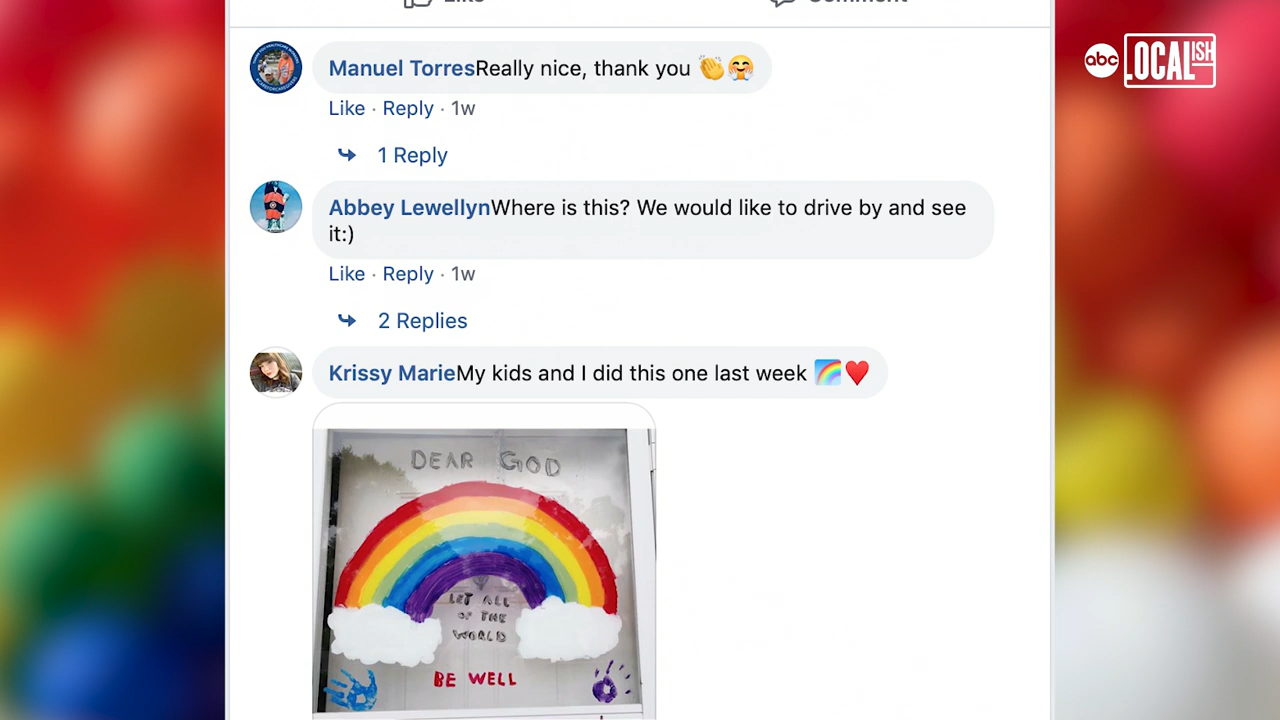 Like
Comment
abc LOCALISH
Manuel TorresReally nice, thank you 👏🤗
Like · Reply · 1w
1 Reply
Abbey LewellynWhere is this? We would like to drive by and see
it:)
Like · Reply · 1w
2 Replies
Krissy MarieMy kids and I did this one last week 🌈❤️
DEAR GOD
LET ALL
OF THE
WORLD
BE WELL